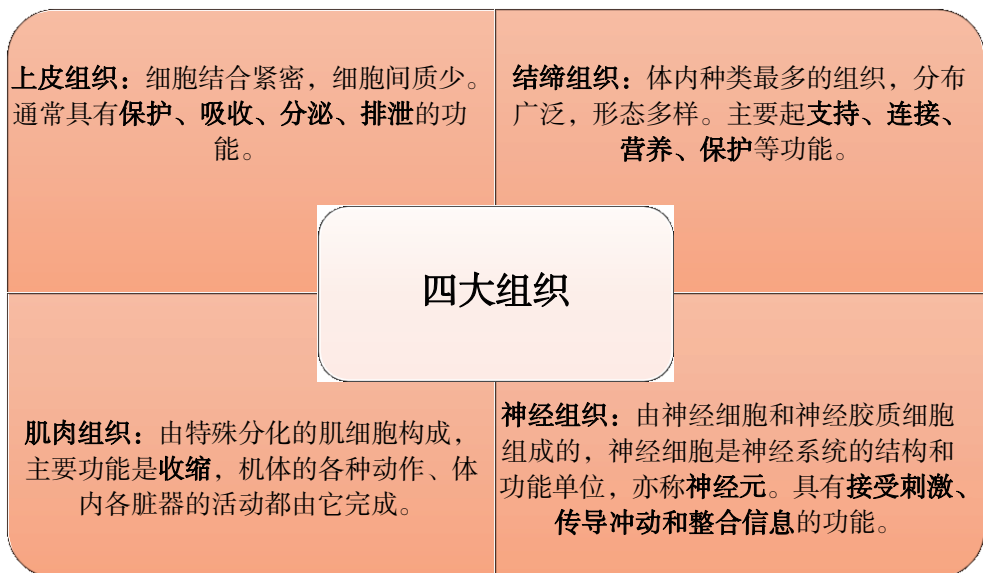 上皮组织：细胞结合紧密，细胞间质少。
通常具有保护、吸收、分泌、排泄的功
能。
结缔组织：体内种类最多的组织，分布
广泛，形态多样。主要起支持、连接、
营养、保护等功能。
四大组织
肌肉组织：由特殊分化的肌细胞构成，
主要功能是收缩，机体的各种动作、体
内各脏器的活动都由它完成。
神经组织：由神经细胞和神经胶质细胞
组成的，神经细胞是神经系统的结构和
功能单位，亦称神经元。具有接受刺激、
传导冲动和整合信息的功能。